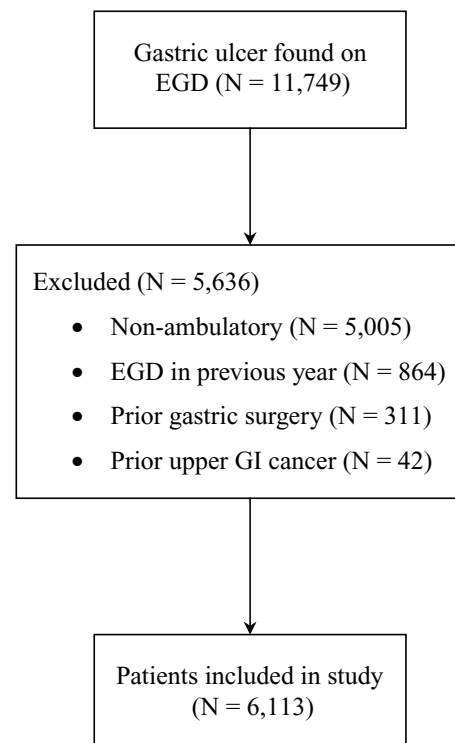 Gastric ulcer found on
EGD (N = 11,749)
Excluded (N = 5,636)
• Non-ambulatory (N = 5,005)
• EGD in previous year (N = 864)
• Prior gastric surgery (N = 311)
• Prior upper GI cancer (N = 42)
Patients included in study
(N = 6,113)